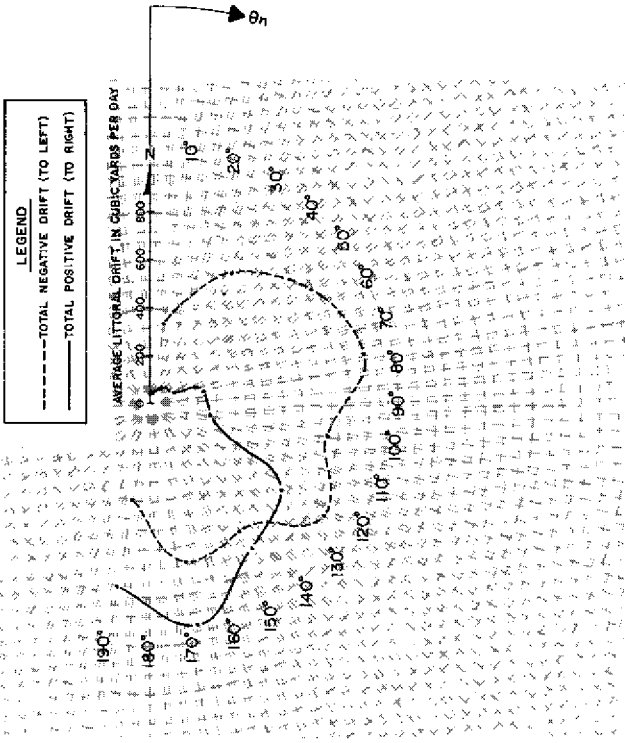 LEGEND
TOTAL NEGATIVE DRIFT (TO LEFT)
TOTAL POSITIVE DRIFT (TO RIGHT)
AVERAGE LITTORAL DRIFT IN CUBIC YARDS PER DAY
0 200 400 600 800
N
θn
10°
20°
30°
40°
50°
60°
70°
80°
90°
100°
110°
120°
130°
140°
150°
160°
170°
180°
190°